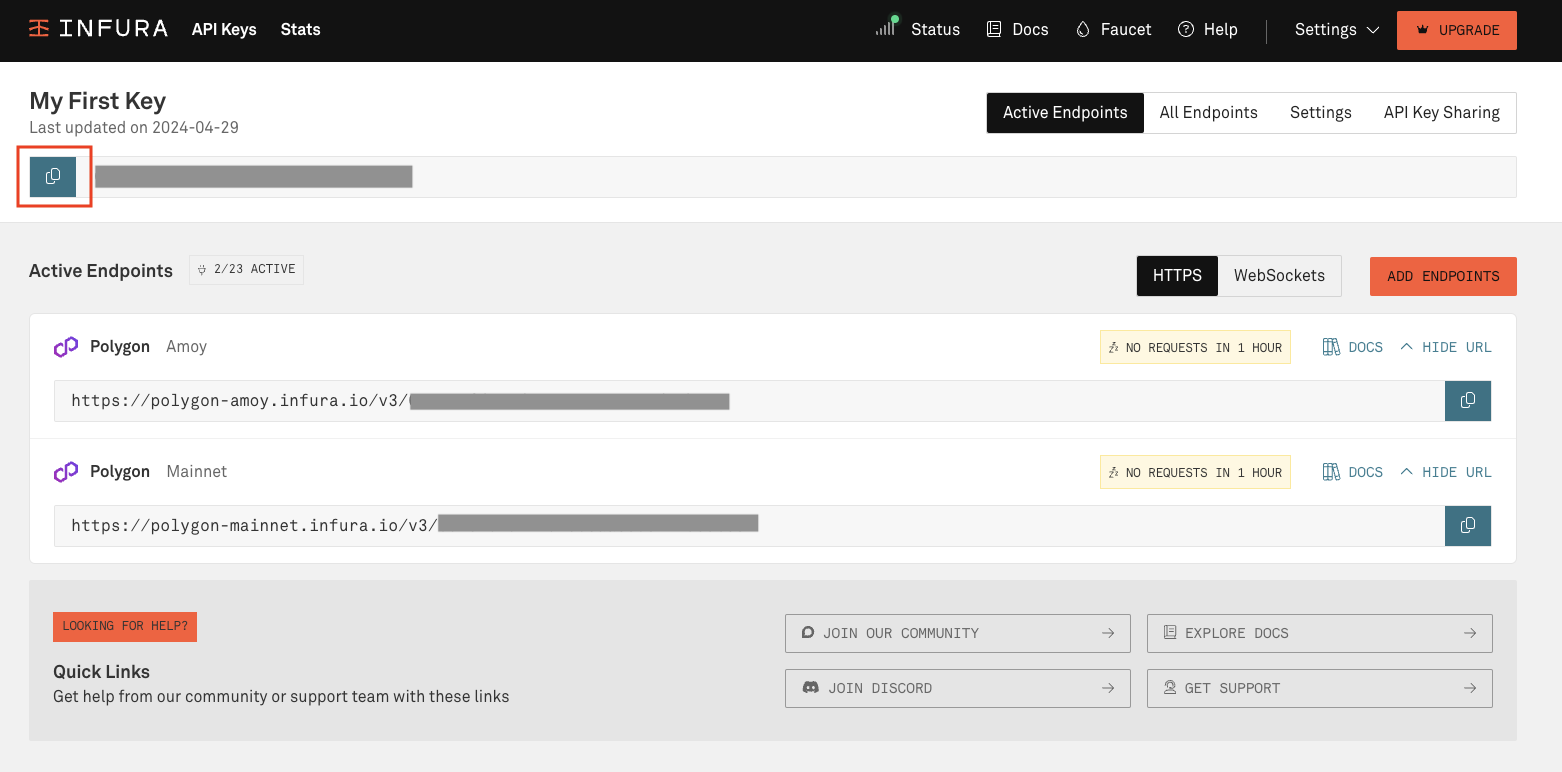 INFURA API Keys Stats Status Docs Faucet Help Settings UPGRADE
My First Key
Last updated on 2024-04-29
Active Endpoints All Endpoints Settings API Key Sharing
Active Endpoints 2/23 ACTIVE
HTTPS WebSockets ADD ENDPOINTS
Polygon Amoy NO REQUESTS IN 1 HOUR DOCS HIDE URL
https://polygon-amoy.infura.io/v3/
Polygon Mainnet NO REQUESTS IN 1 HOUR DOCS HIDE URL
https://polygon-mainnet.infura.io/v3/
LOOKING FOR HELP?
Quick Links
Get help from our community or support team with these links
JOIN OUR COMMUNITY EXPLORE DOCS
JOIN DISCORD GET SUPPORT